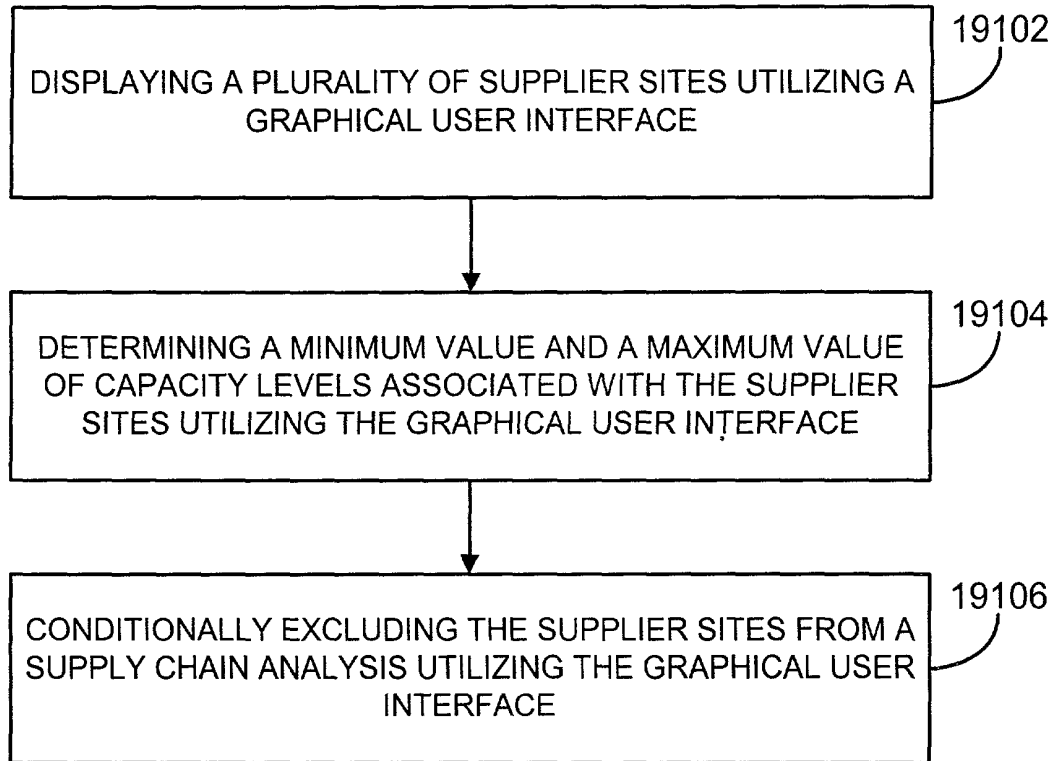 19102
DISPLAYING A PLURALITY OF SUPPLIER SITES UTILIZING A
GRAPHICAL USER INTERFACE
19104
DETERMINING A MINIMUM VALUE AND A MAXIMUM VALUE
OF CAPACITY LEVELS ASSOCIATED WITH THE SUPPLIER
SITES UTILIZING THE GRAPHICAL USER INTERFACE
19106
CONDITIONALLY EXCLUDING THE SUPPLIER SITES FROM A
SUPPLY CHAIN ANALYSIS UTILIZING THE GRAPHICAL USER
INTERFACE